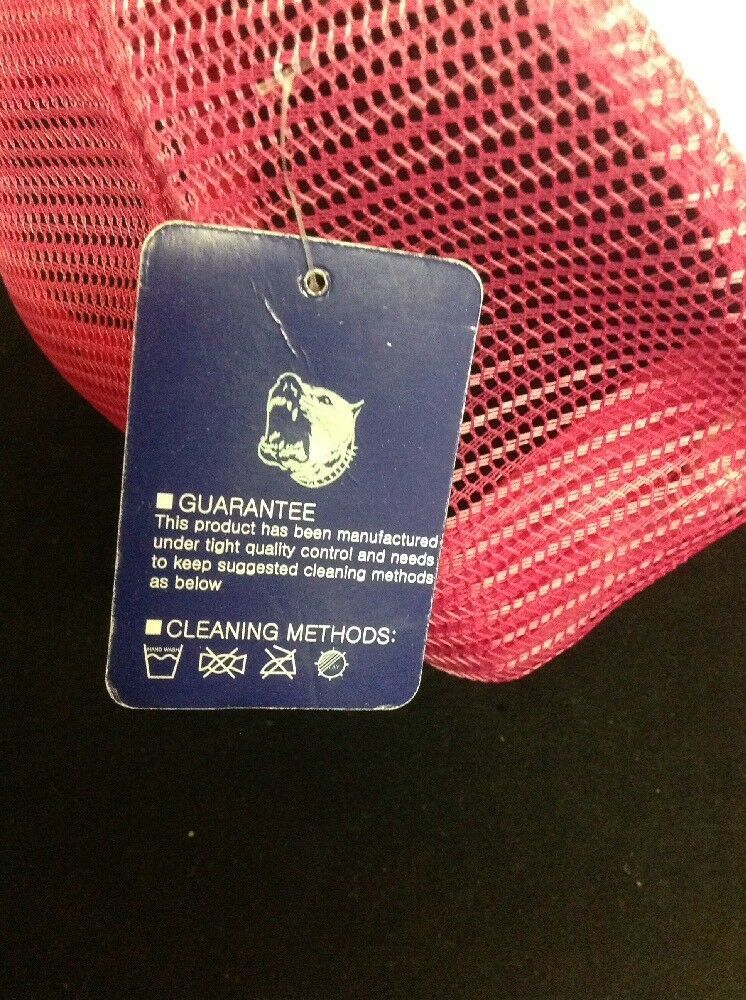 GUARANTEE
This product has been manufactured
under tight quality control and needs
to keep suggested cleaning methods
as below
CLEANING METHODS:
HAND WASH